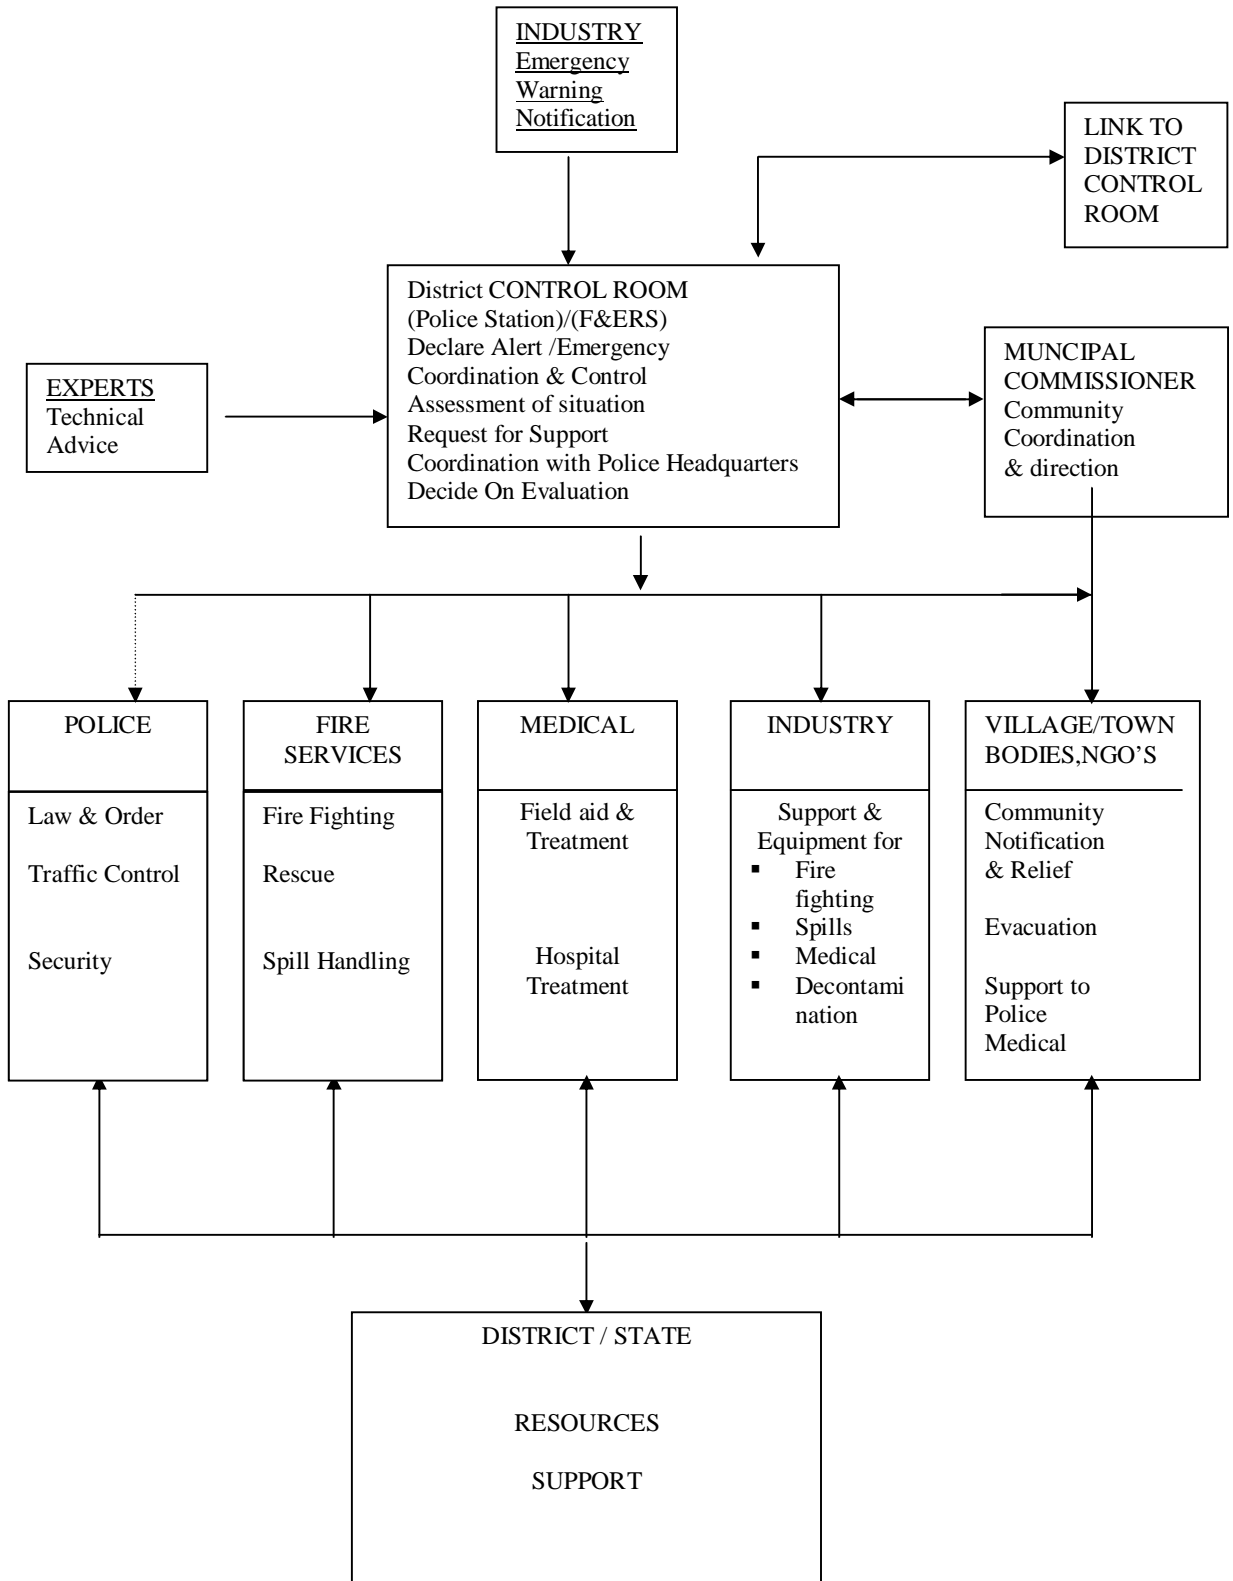 INDUSTRY
Emergency
Warning
Notification
LINK TO
DISTRICT
CONTROL
ROOM
District CONTROL ROOM
(Police Station)/(F&ERS)
Declare Alert /Emergency
Coordination & Control
Assessment of situation
Request for Support
Coordination with Police Headquarters
Decide On Evaluation
EXPERTS
Technical
Advice
MUNCIPAL
COMMISSIONER
Community
Coordination
& direction
POLICE
Law & Order
Traffic Control
Security
FIRE
SERVICES
Fire Fighting
Rescue
Spill Handling
MEDICAL
Field aid &
Treatment
Hospital
Treatment
INDUSTRY
Support &
Equipment for
▪ Fire
fighting
▪ Spills
▪ Medical
▪ Decontami
nation
VILLAGE/TOWN
BODIES,NGO’S
Community
Notification
& Relief
Evacuation
Support to
Police
Medical
DISTRICT / STATE
RESOURCES
SUPPORT